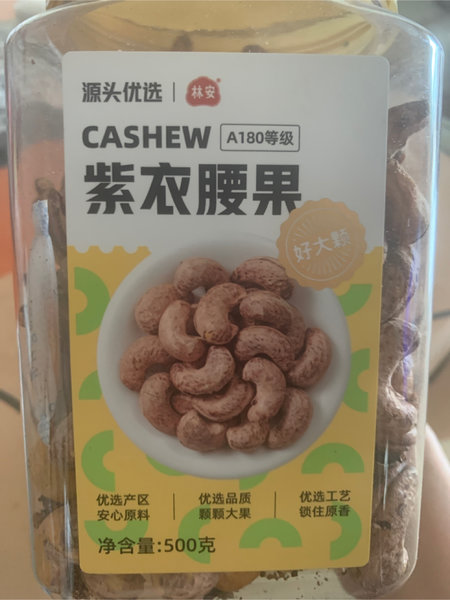 源头优选 | 林安®
CASHEW A180等级
紫衣腰果
好大颗
优选产区 优选品质 优选工艺
安心原料 颗颗大果 锁住原香
净含量:500克